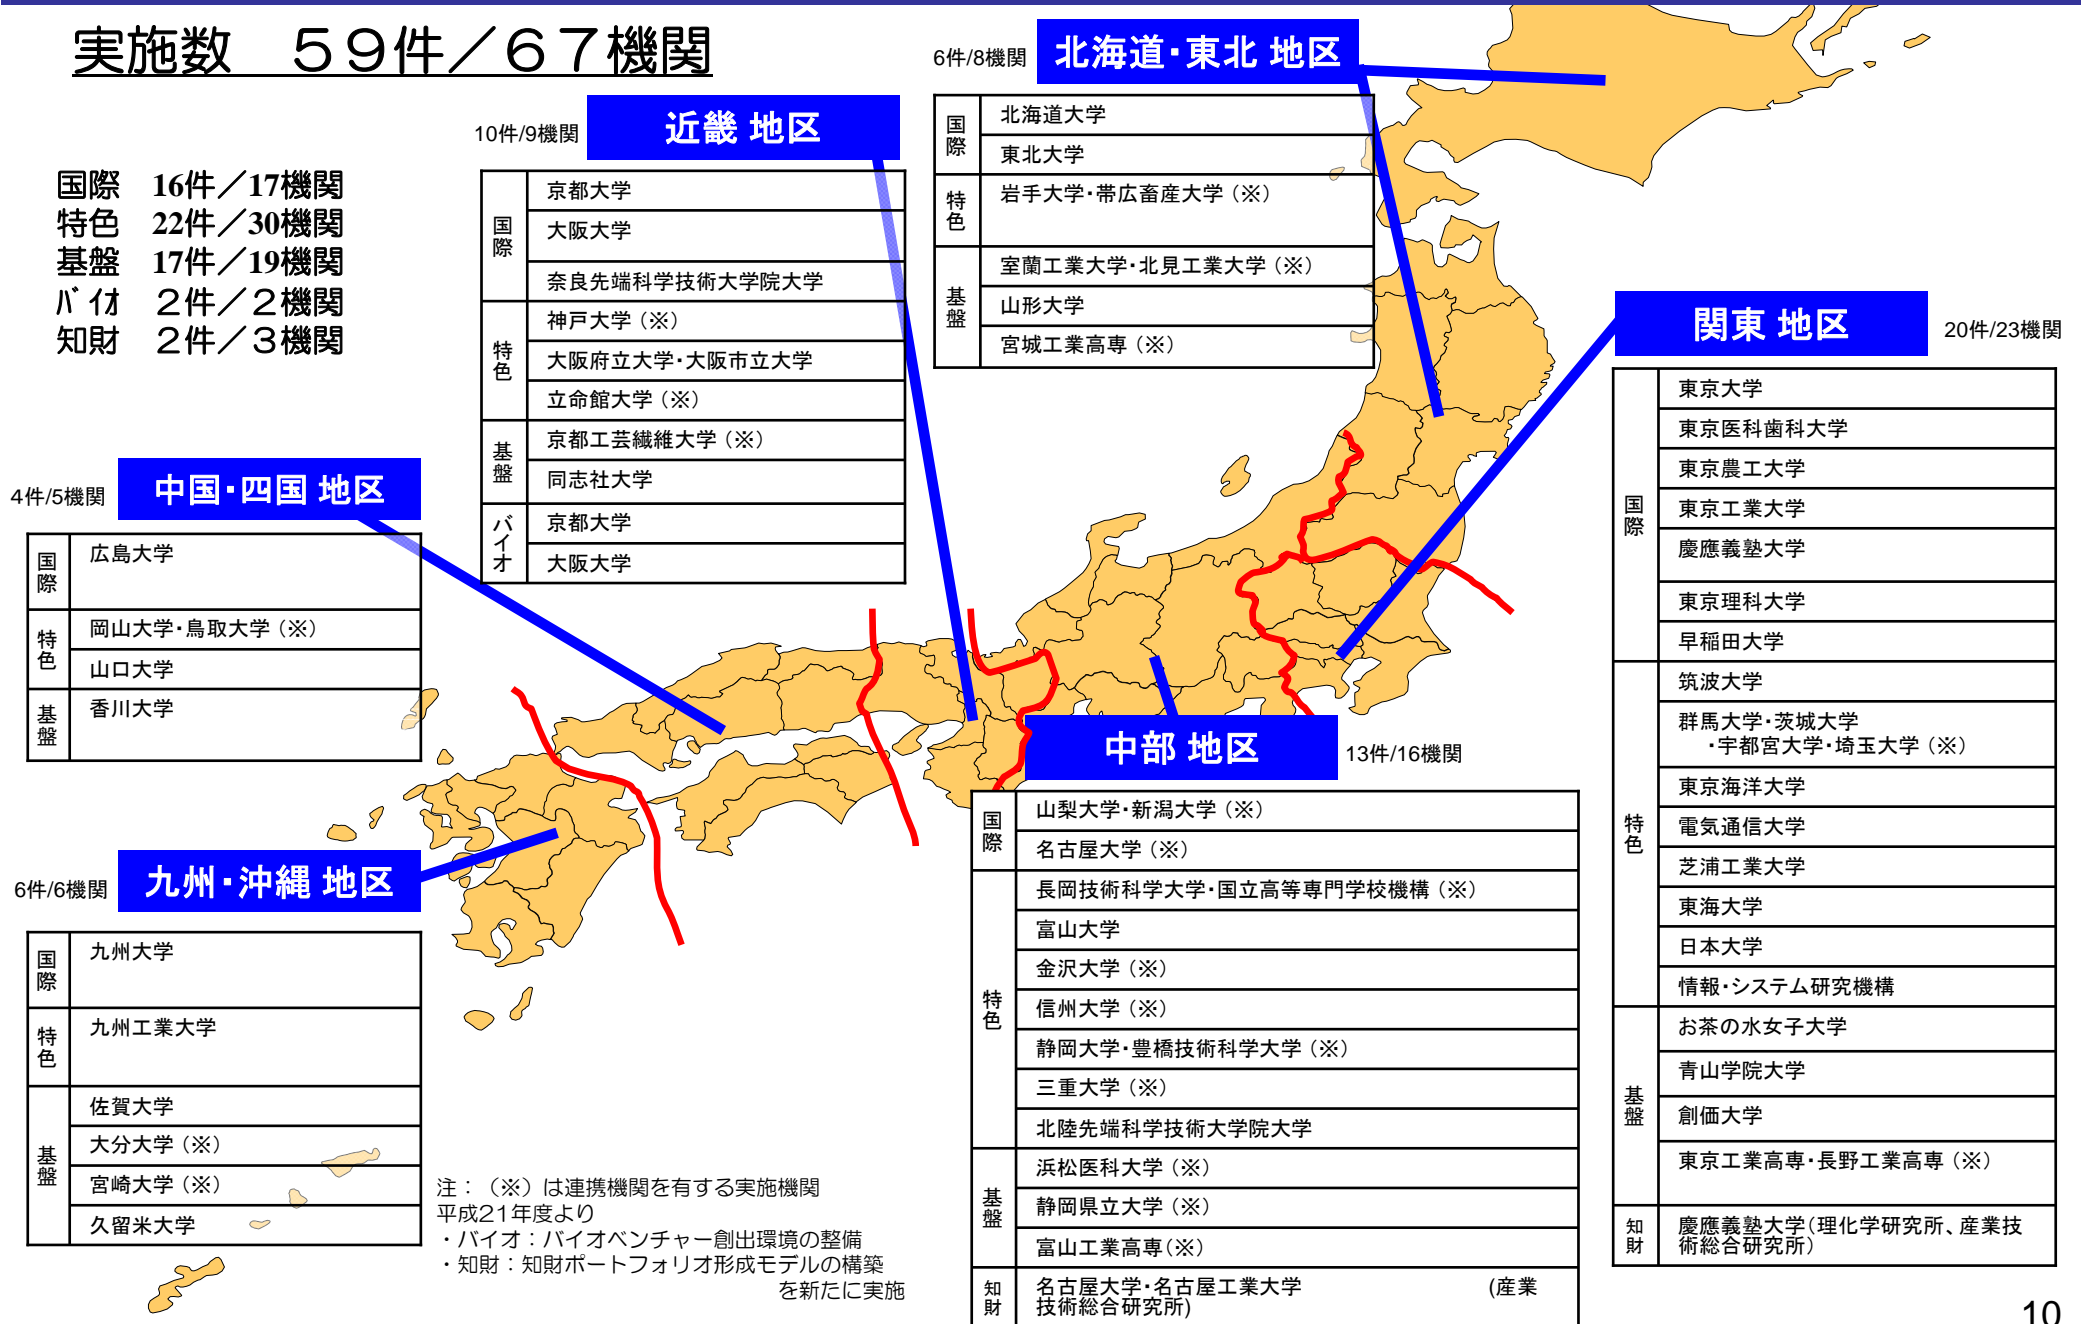 実施数　５９件／６７機関
国際　16件／17機関
特色　22件／30機関
基盤　17件／19機関
ﾊﾞｲｵ　２件／２機関
知財　２件／３機関
6件/8機関
北海道・東北 地区
国際
北海道大学
東北大学
特色
岩手大学・帯広畜産大学（※）
基盤
室蘭工業大学・北見工業大学（※）
山形大学
宮城工業高専（※）
10件/9機関
近畿 地区
国際
京都大学
大阪大学
奈良先端科学技術大学院大学
特色
神戸大学（※）
大阪府立大学・大阪市立大学
立命館大学（※）
基盤
京都工芸繊維大学（※）
同志社大学
バイオ
京都大学
大阪大学
関東 地区
20件/23機関
国際
東京大学
東京医科歯科大学
東京農工大学
東京工業大学
慶應義塾大学
東京理科大学
早稲田大学
特色
筑波大学
群馬大学・茨城大学
・宇都宮大学・埼玉大学（※）
東京海洋大学
電気通信大学
芝浦工業大学
東海大学
日本大学
情報・システム研究機構
基盤
お茶の水女子大学
青山学院大学
創価大学
東京工業高専・長野工業高専（※）
知財
慶應義塾大学（理化学研究所、産業技
術総合研究所）
4件/5機関
中国・四国 地区
国際
広島大学
特色
岡山大学・鳥取大学（※）
山口大学
基盤
香川大学
中部 地区
13件/16機関
国際
山梨大学・新潟大学（※）
名古屋大学（※）
特色
長岡技術科学大学・国立高等専門学校機構（※）
富山大学
金沢大学（※）
信州大学（※）
静岡大学・豊橋技術科学大学（※）
三重大学（※）
北陸先端科学技術大学院大学
基盤
浜松医科大学（※）
静岡県立大学（※）
富山工業高専（※）
知財
名古屋大学・名古屋工業大学　(産業
技術総合研究所)
6件/6機関
九州・沖縄 地区
国際
九州大学
特色
九州工業大学
基盤
佐賀大学
大分大学（※）
宮崎大学（※）
久留米大学
注：（※）は連携機関を有する実施機関
平成21年度より
・バイオ：バイオベンチャー創出環境の整備
・知財：知財ポートフォリオ形成モデルの構築
を新たに実施
10